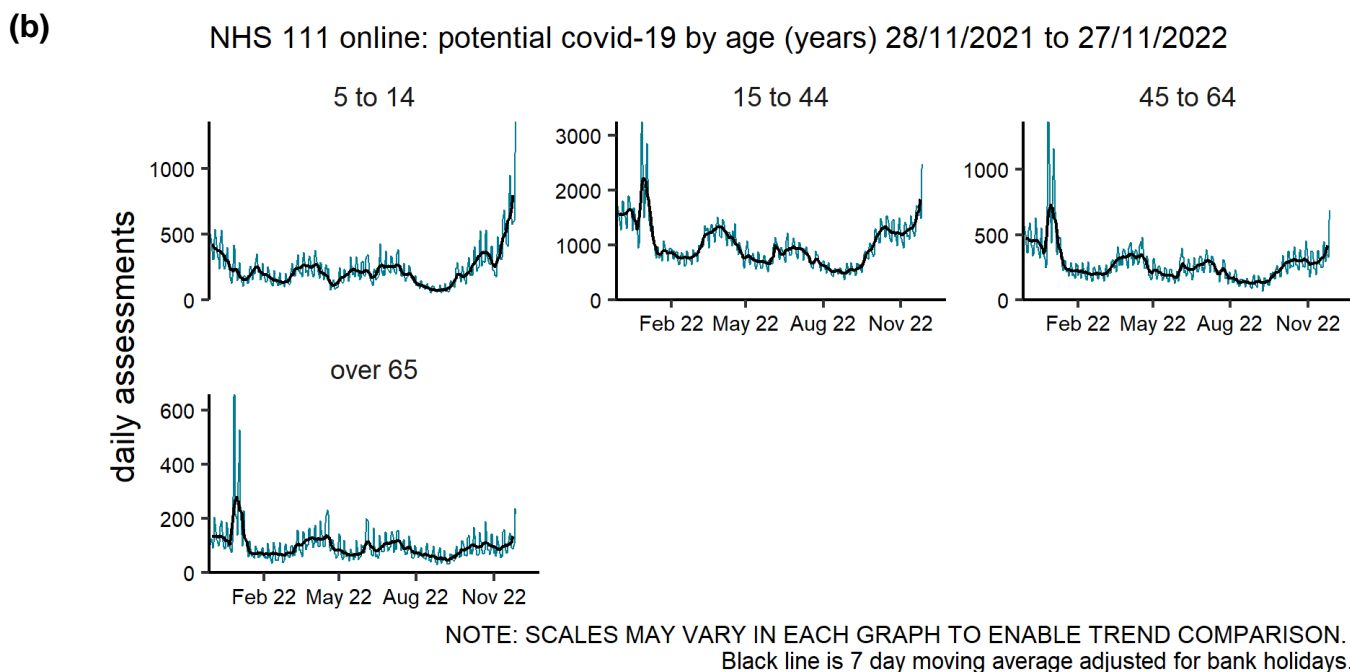 (b)
NHS 111 online: potential covid-19 by age (years) 28/11/2021 to 27/11/2022
5 to 14
15 to 44
45 to 64
1000
500
0
3000
2000
1000
0
Feb 22 May 22 Aug 22 Nov 22
1000
500
0
Feb 22 May 22 Aug 22 Nov 22
daily assessments
over 65
600
400
200
0
Feb 22 May 22 Aug 22 Nov 22
NOTE: SCALES MAY VARY IN EACH GRAPH TO ENABLE TREND COMPARISON.
Black line is 7 day moving average adjusted for bank holidays.